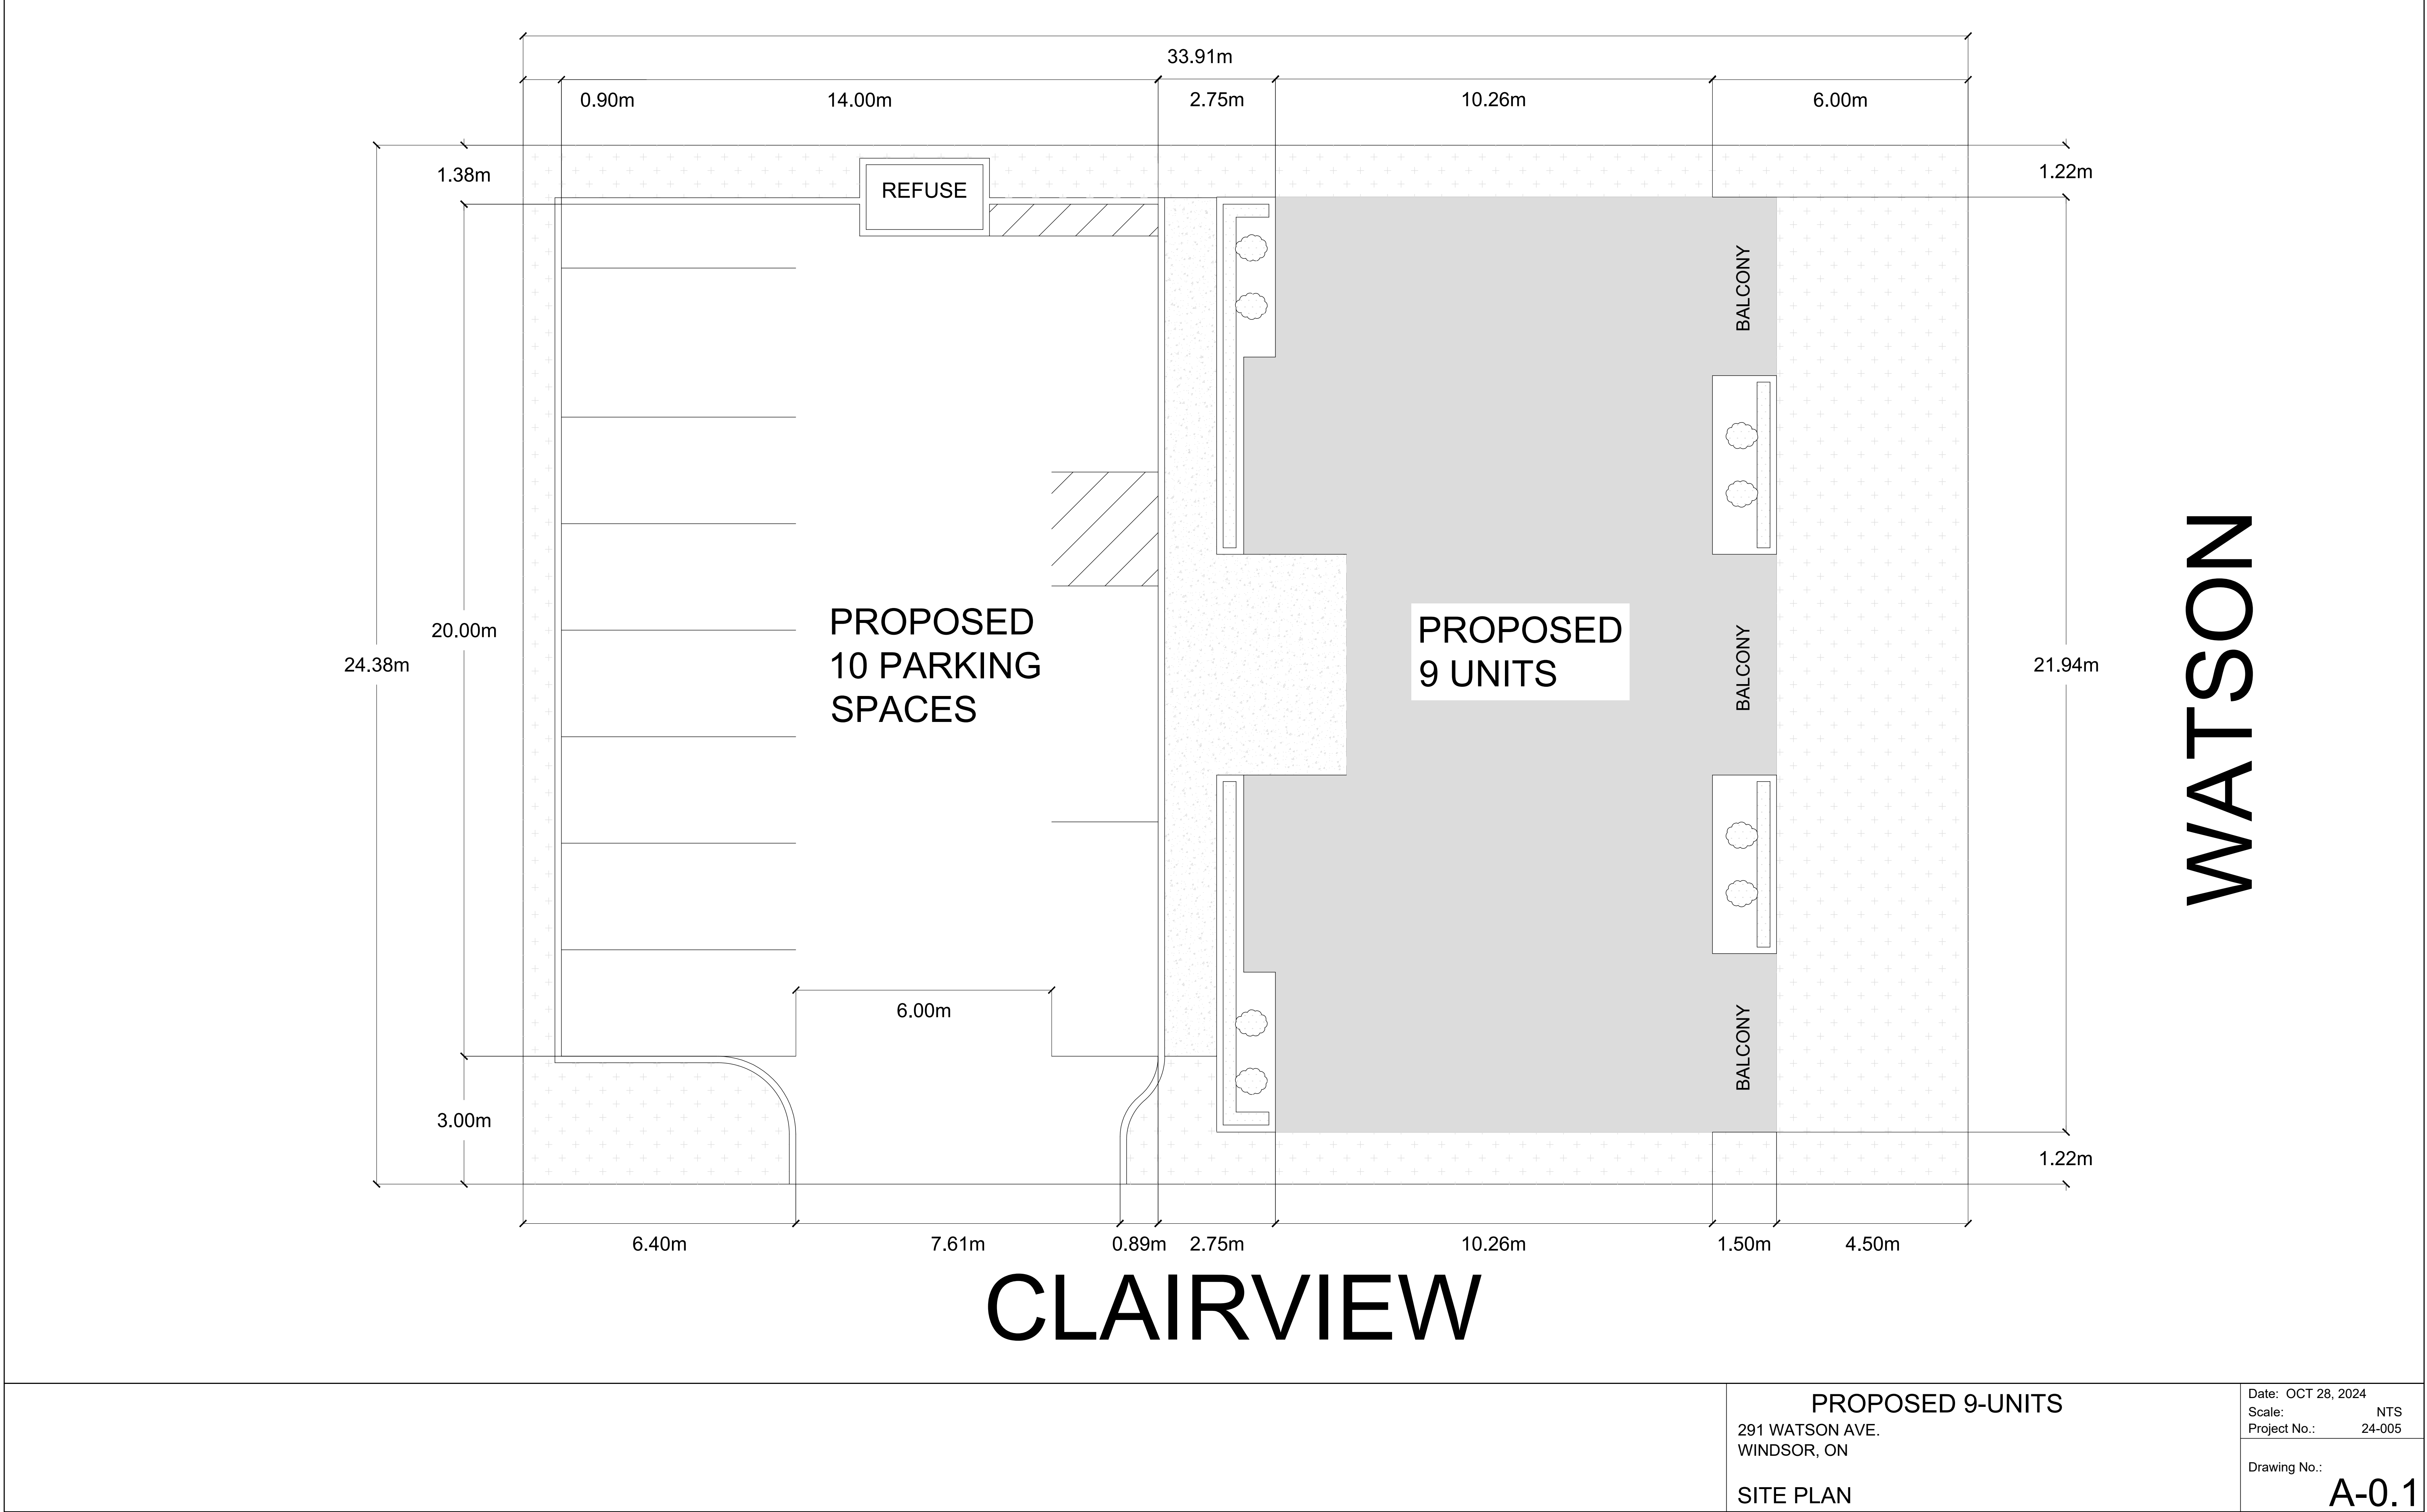 33.91m
0.90m
14.00m
2.75m
10.26m
6.00m
1.38m
1.22m
REFUSE
BALCONY
20.00m
24.38m
PROPOSED
10 PARKING
SPACES
PROPOSED
9 UNITS
BALCONY
21.94m
WATSON
6.00m
BALCONY
3.00m
1.22m
6.40m
7.61m
0.89m
2.75m
10.26m
1.50m
4.50m
CLAIRVIEW
PROPOSED 9-UNITS
291 WATSON AVE.
WINDSOR, ON
SITE PLAN
Date: OCT 28, 2024
Scale: NTS
Project No.: 24-005
Drawing No.:
A-0.1